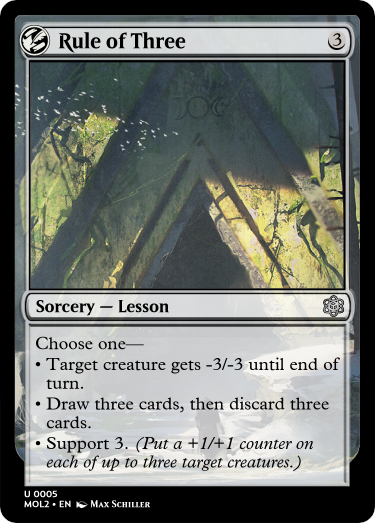 Rule of Three 3
Sorcery — Lesson
Choose one—
• Target creature gets -3/-3 until end of
turn.
• Draw three cards, then discard three
cards.
• Support 3. (Put a +1/+1 counter on
each of up to three target creatures.)
U 0005
MOL2 • EN Max Schiller